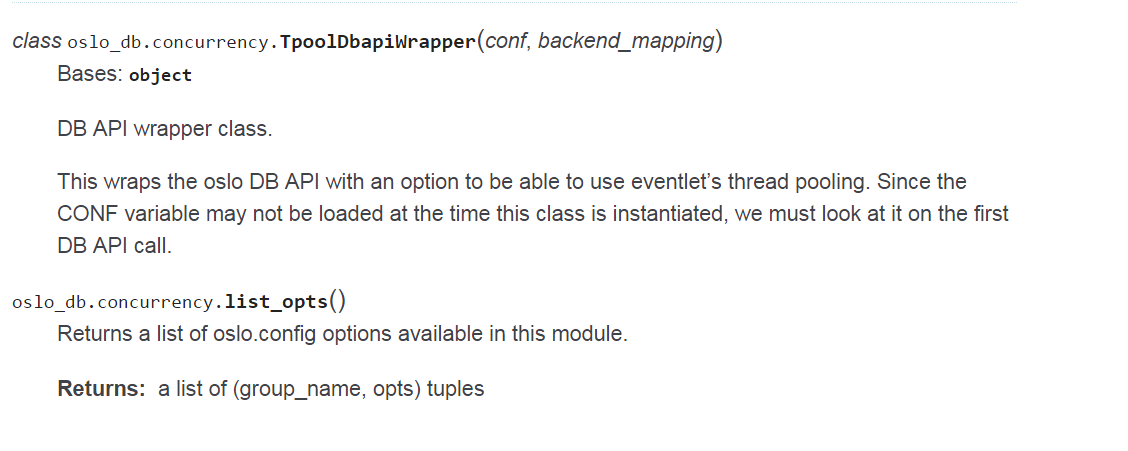 class oslo_db.concurrency.TpoolDbapiWrapper(conf, backend_mapping)
Bases: object
DB API wrapper class.
This wraps the oslo DB API with an option to be able to use eventlet’s thread pooling. Since the
CONF variable may not be loaded at the time this class is instantiated, we must look at it on the first
DB API call.
oslo_db.concurrency.list_opts()
Returns a list of oslo.config options available in this module.
Returns: a list of (group_name, opts) tuples